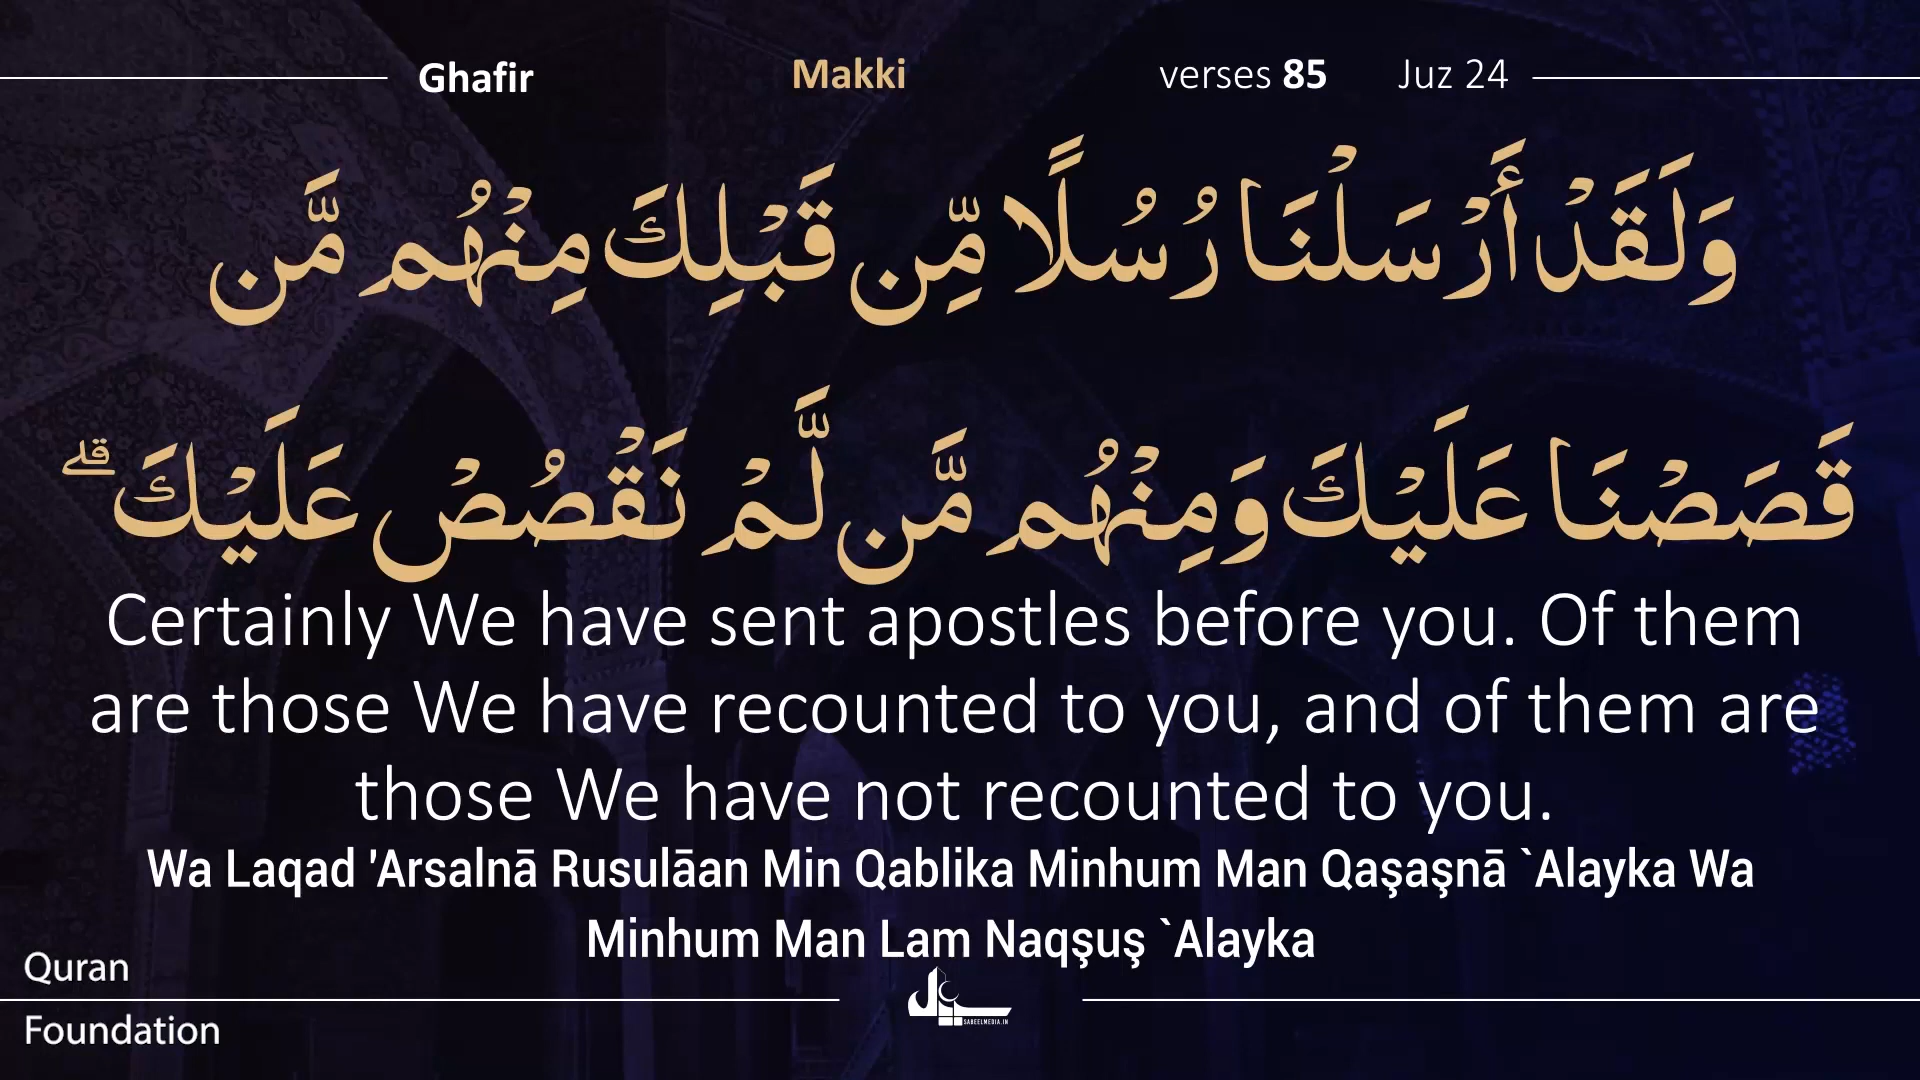 Ghafir Makki verses 85 Juz 24
وَلَقَدْ أَرْسَلْنَا رُسُلًا مِّن قَبْلِكَ مِنْهُم مَّن
قَصَصْنَا عَلَيْكَ وَمِنْهُم مَّن لَّمْ نَقْصُصْ عَلَيْكَ ۗ
Certainly We have sent apostles before you. Of them
are those We have recounted to you, and of them are
those We have not recounted to you.
Wa Laqad 'Arsalnā Rusulāan Min Qablika Minhum Man Qaşaşnā `Alayka Wa
Minhum Man Lam Naqşuş `Alayka
Quran
Foundation
SABEELMEDIA.IN